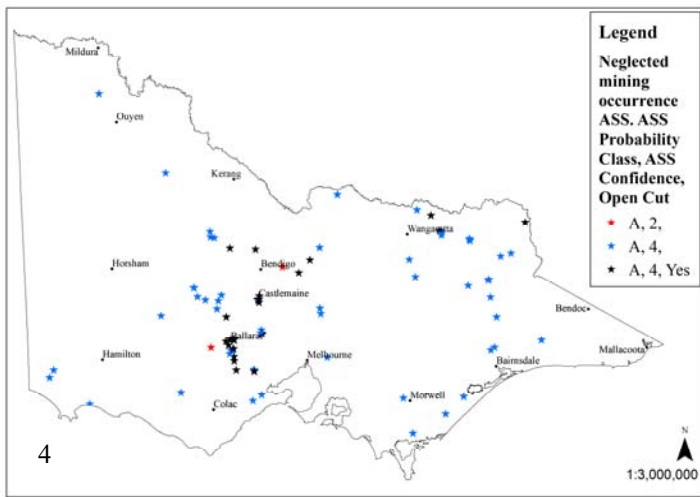 Legend
Neglected
mining
occurrence
ASS. ASS
Probability
Class, ASS
Confidence,
Open Cut
A, 2,
A, 4,
A, 4, Yes
Mildura
Ouyen
Kerang
Wangaratta
Horsham
Bendigo
Castlemaine
Bendoc
Ballarat
Mallacoota
Hamilton
Melbourne
Bairnsdale
Morwell
Colac
4
N
1:3,000,000